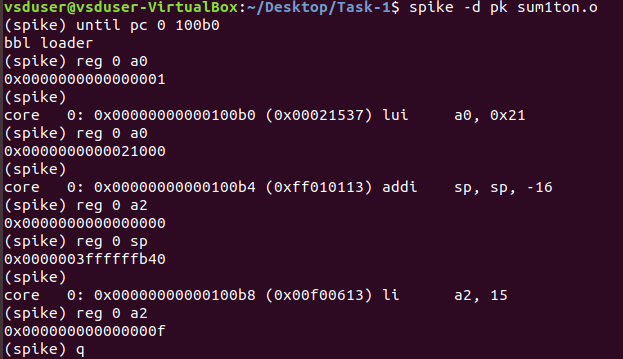 vsduser@vsduser-VirtualBox:~/Desktop/Task-1$ spike -d pk sum1ton.o
(spike) until pc 0 100b0
bbl loader
(spike) reg 0 a0
0x0000000000000001
(spike)
core   0: 0x00000000000100b0 (0x00021537) lui     a0, 0x21
(spike) reg 0 a0
0x0000000000021000
(spike)
core   0: 0x00000000000100b4 (0xff010113) addi    sp, sp, -16
(spike) reg 0 a2
0x0000000000000000
(spike) reg 0 sp
0x0000003ffffffb40
(spike)
core   0: 0x00000000000100b8 (0x00f00613) li      a2, 15
(spike) reg 0 a2
0x000000000000000f
(spike) q